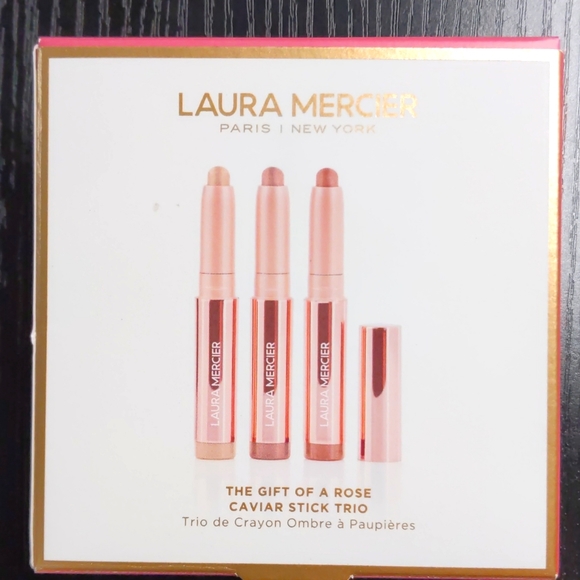 LAURA MERCIER
PARIS | NEW YORK
LAURA MERCIER
LAURA MERCIER
LAURA MERCIER
THE GIFT OF A ROSE
CAVIAR STICK TRIO
Trio de Crayon Ombre à Paupières